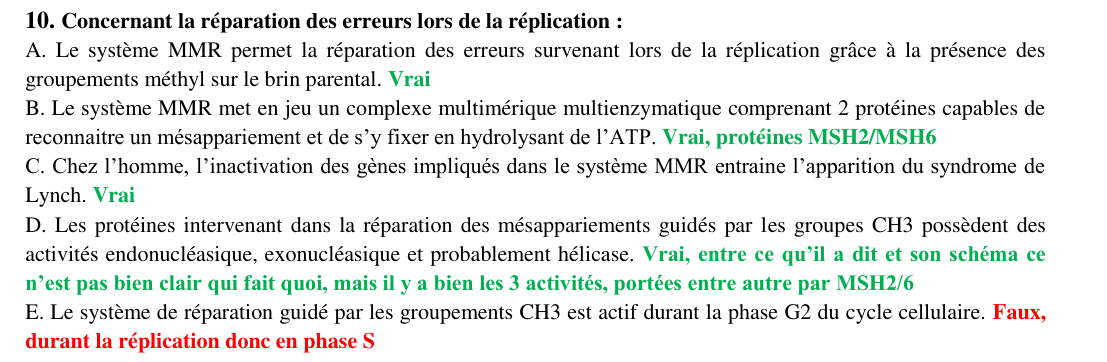 10. Concernant la réparation des erreurs lors de la réplication :
A. Le système MMR permet la réparation des erreurs survenant lors de la réplication grâce à la présence des
groupements méthyl sur le brin parental. Vrai
B. Le système MMR met en jeu un complexe multimérique multienzymatique comprenant 2 protéines capables de
reconnaitre un mésappariement et de s’y fixer en hydrolysant de l’ATP. Vrai, protéines MSH2/MSH6
C. Chez l’homme, l’inactivation des gènes impliqués dans le système MMR entraine l’apparition du syndrome de
Lynch. Vrai
D. Les protéines intervenant dans la réparation des mésappariements guidés par les groupes CH3 possèdent des
activités endonucléasique, exonucléasique et probablement hélicase. Vrai, entre ce qu’il a dit et son schéma ce
n’est pas bien clair qui fait quoi, mais il y a bien les 3 activités, portées entre autre par MSH2/6
E. Le système de réparation guidé par les groupements CH3 est actif durant la phase G2 du cycle cellulaire. Faux,
durant la réplication donc en phase S